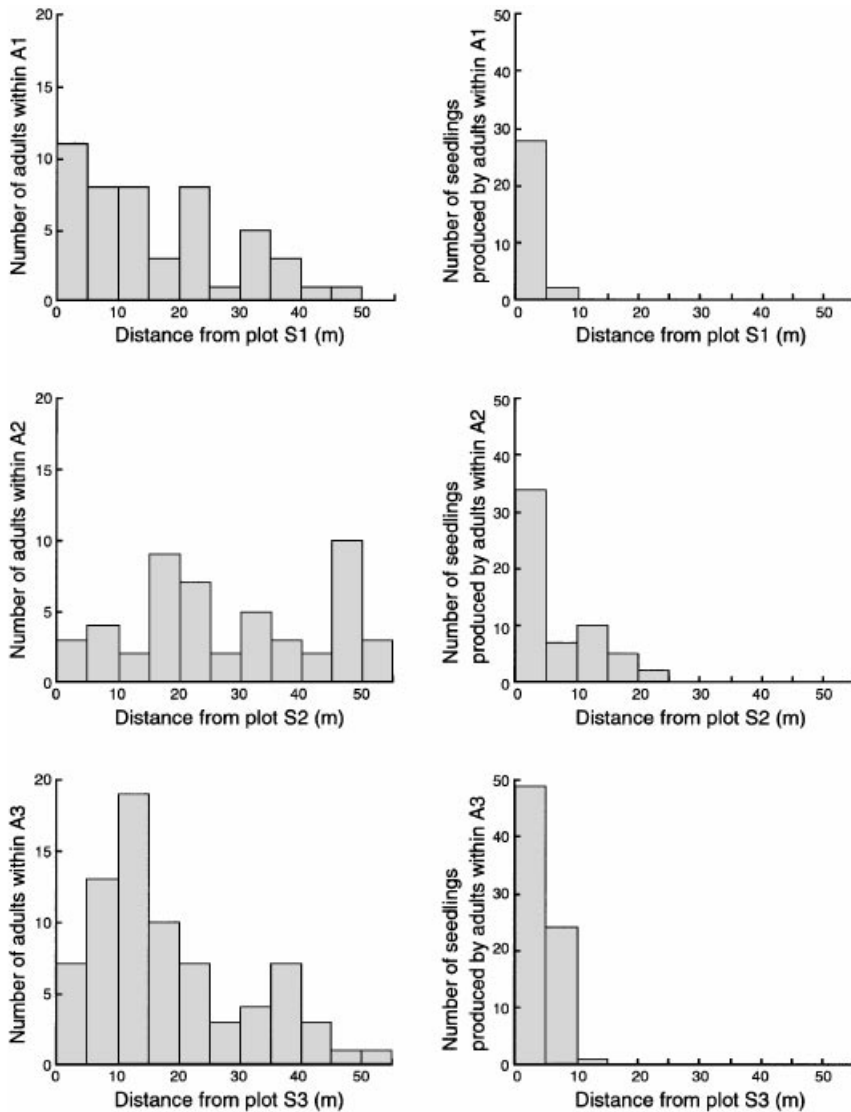 Number of adults within A1
20
15
10
5
0
0 10 20 30 40 50
Distance from plot S1 (m)
Number of seedlings
produced by adults within A1
50
40
30
20
10
0
0 10 20 30 40 50
Distance from plot S1 (m)
Number of adults within A2
20
15
10
5
0
0 10 20 30 40 50
Distance from plot S2 (m)
Number of seedlings
produced by adults within A2
50
40
30
20
10
0
0 10 20 30 40 50
Distance from plot S2 (m)
Number of adults within A3
20
15
10
5
0
0 10 20 30 40 50
Distance from plot S3 (m)
Number of seedlings
produced by adults within A3
50
40
30
20
10
0
0 10 20 30 40 50
Distance from plot S3 (m)